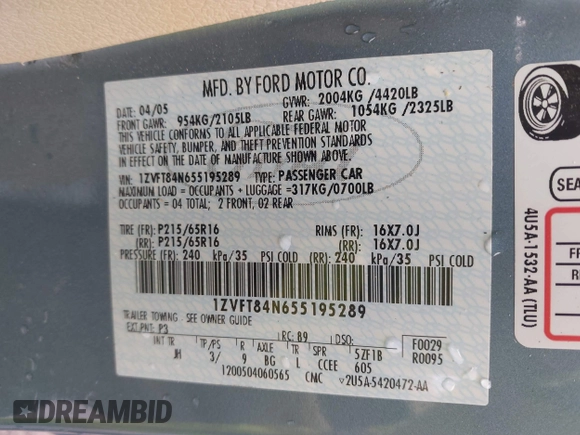 MFD. BY FORD MOTOR CO.
DATE: 04/05 GVWR: 2004KG /4420LB
FRONT GAWR: 954KG/2105LB REAR GAWR: 1054KG /2325LB
THIS VEHICLE CONFORMS TO ALL APPLICABLE FEDERAL MOTOR
VEHICLE SAFETY, BUMPER, AND THEFT PREVENTION STANDARDS
IN EFFECT ON THE DATE OF MANUFACTURE SHOWN ABOVE.
VIN: 1ZVFT84N655195289 TYPE: PASSENGER CAR
MAXIMUM LOAD = OCCUPANTS + LUGGAGE =317KG/0700LB
OCCUPANTS = 04 TOTAL; 2 FRONT, 02 REAR
TIRE (FR): P215/65R16 RIMS (FR): 16X7.0J
(RR): P215/65R16 (RR): 16X7.0J
PRESSURE (FR): 240 kPa/35 PSI COLD (RR): 240 kPa/35 PSI COLD
1ZVFT84N655195289
TRAILER TOWING - SEE OWNER GUIDE
EXT PNT: P3 RC: 89 DSO: F0029
INT TR TP/PS R AXLE TR SPR 5ZF1B R0095
JH 3/ 9 BG L CCEE 605
1200504060565 CMC v2U5A-5420472-AA
4U5A-1532-AA (TLU)
SEA
FR
R
DREAMBID